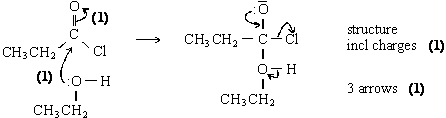 O (1)
C
CH₃CH₂ Cl
(1) :O—H
CH₃CH₂
:O⁻
CH₃CH₂—C—Cl
:O—H
CH₃CH₂
structure
incl charges (1)
3 arrows (1)